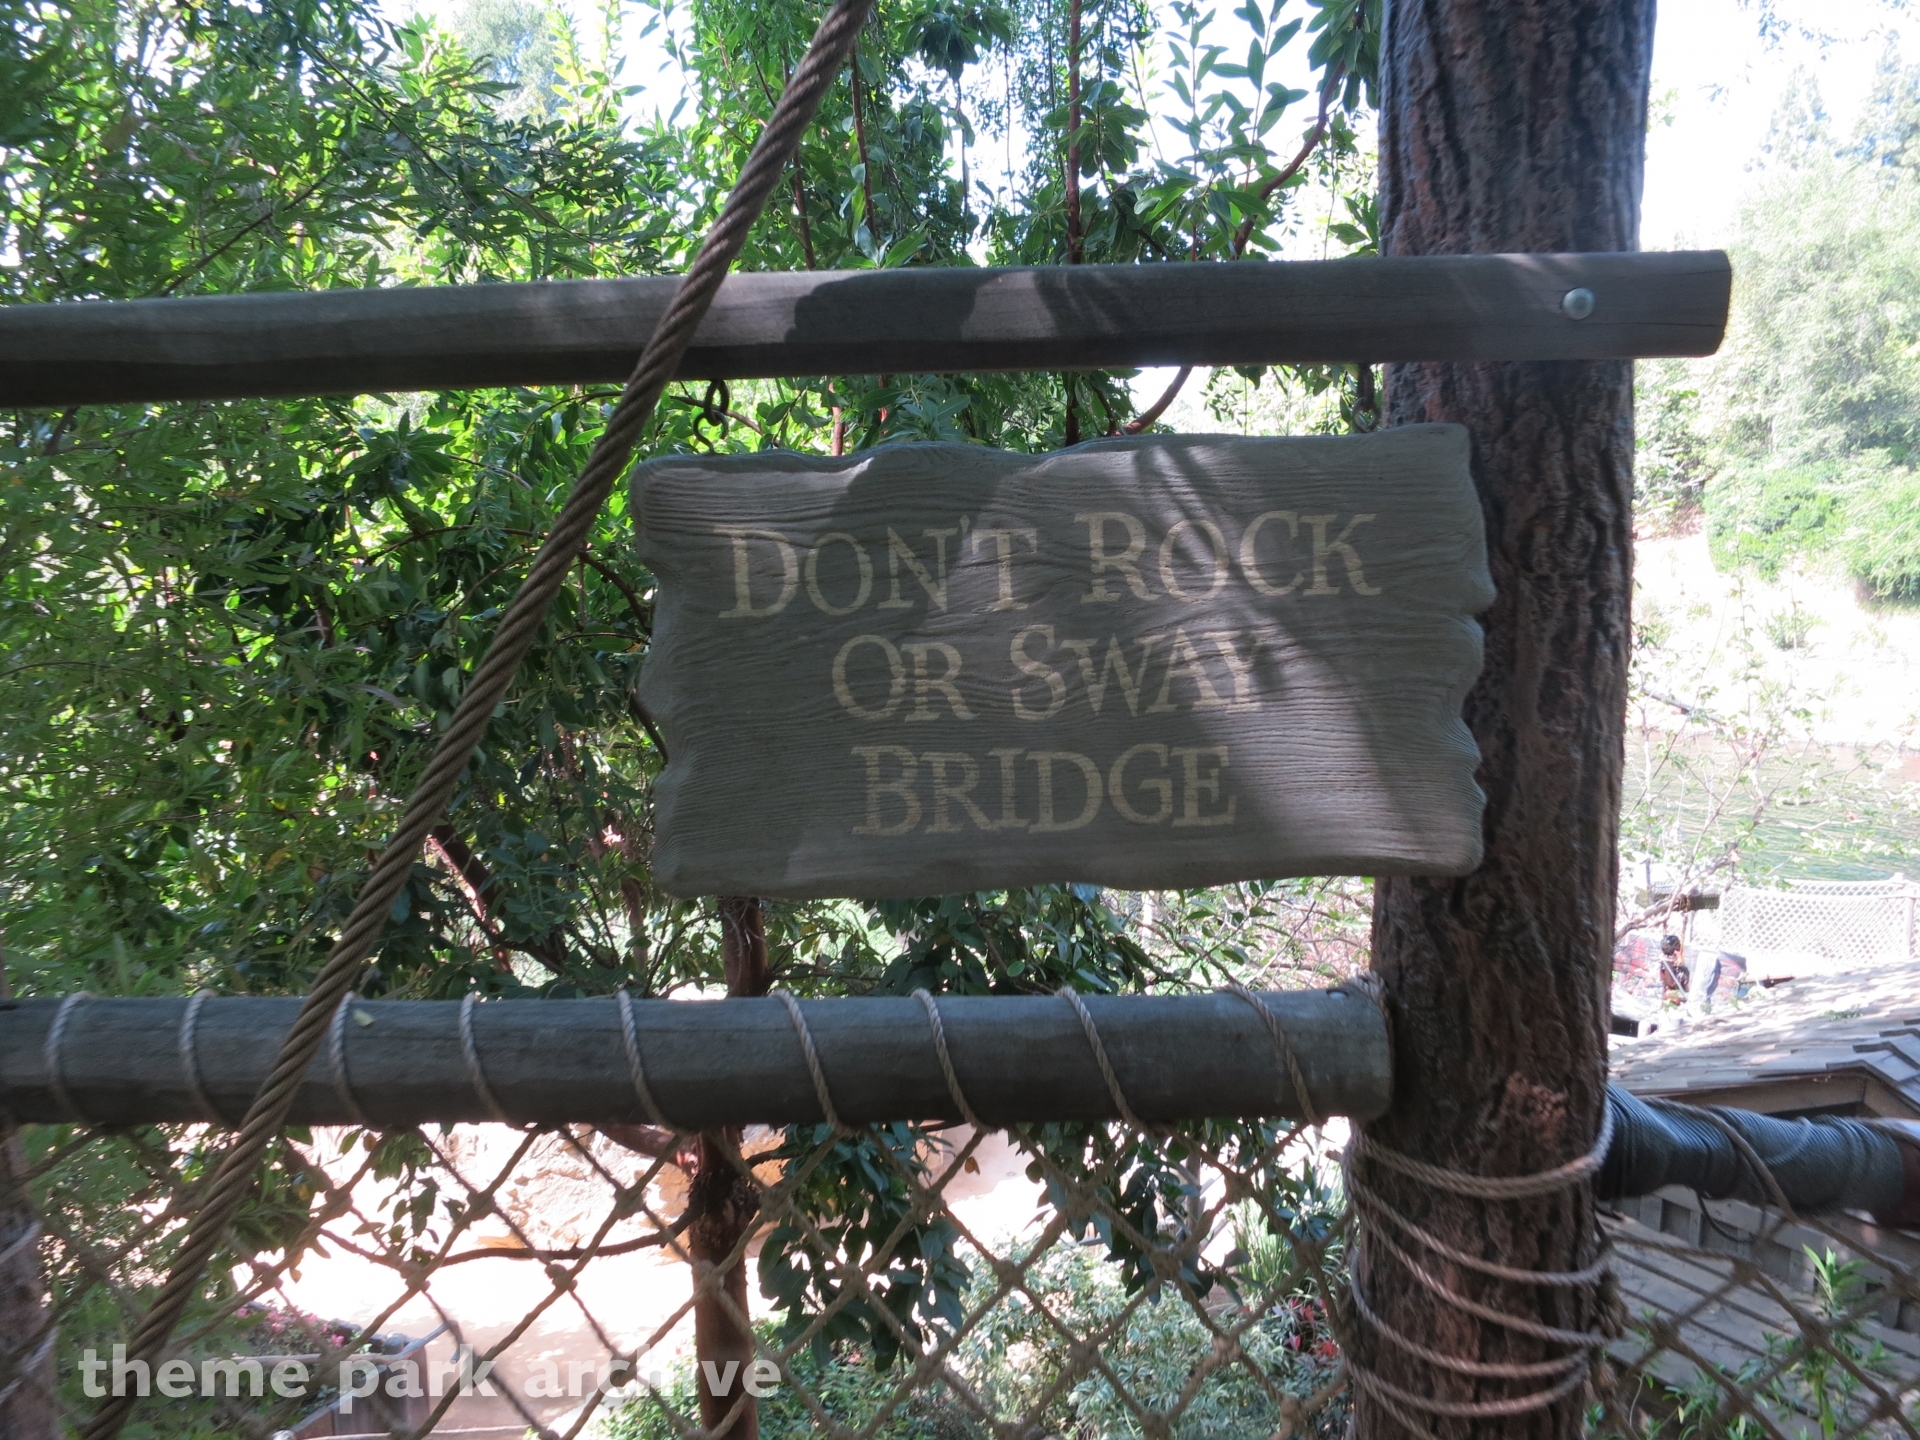 DON'T ROCK
OR SWAY
BRIDGE
theme park archive